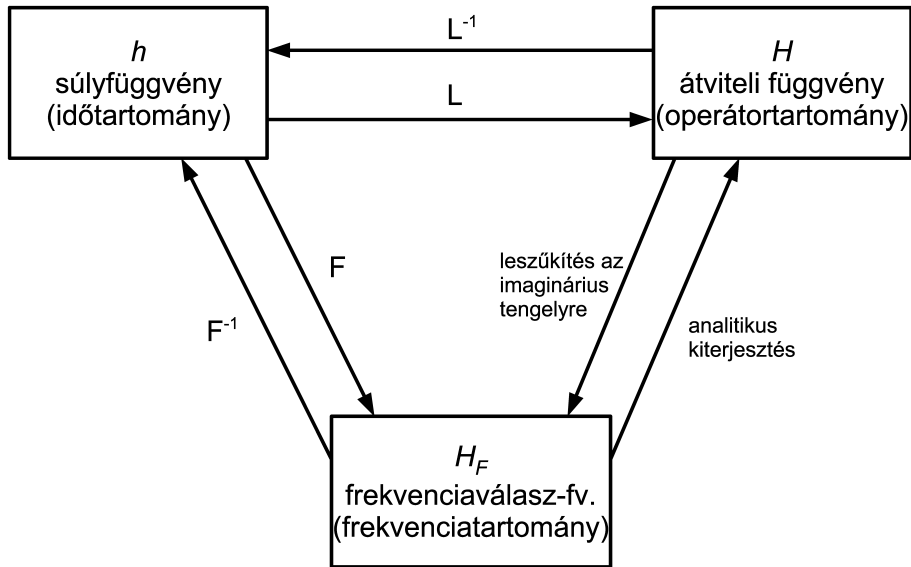 h
súlyfüggvény
(időtartomány)
L⁻¹
L
H
átviteli függvény
(operátortartomány)
F
F⁻¹
leszűkítés az
imaginárius
tengelyre
analitikus
kiterjesztés
H_F
frekvenciaválasz-fv.
(frekvenciatartomány)